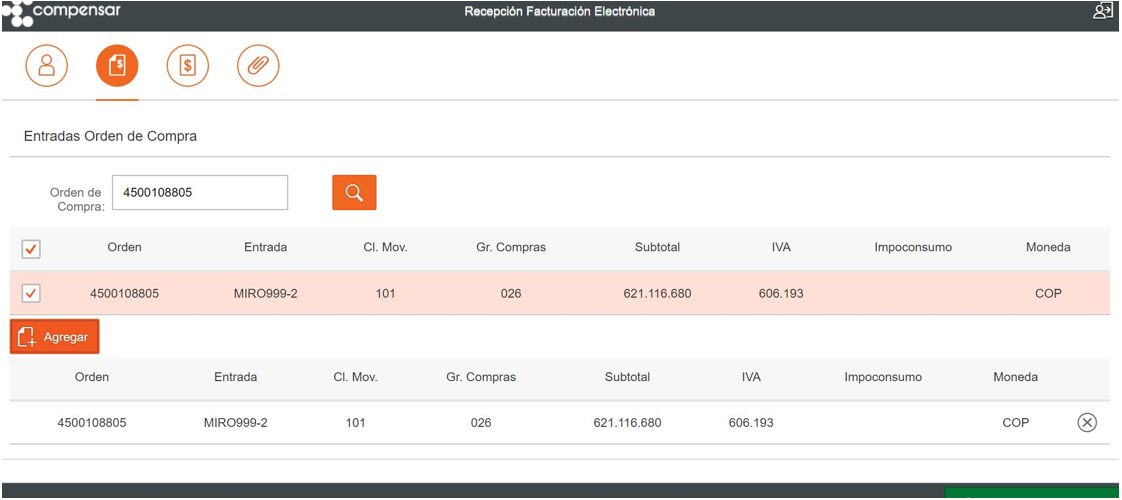 compensar
Recepción Facturación Electrónica
Entradas Orden de Compra
Orden de
Compra:
4500108805
Orden Entrada Cl. Mov. Gr. Compras Subtotal IVA Impoconsumo Moneda
4500108805 MIRO999-2 101 026 621.116.680 606.193 COP
Agregar
Orden Entrada Cl. Mov. Gr. Compras Subtotal IVA Impoconsumo Moneda
4500108805 MIRO999-2 101 026 621.116.680 606.193 COP